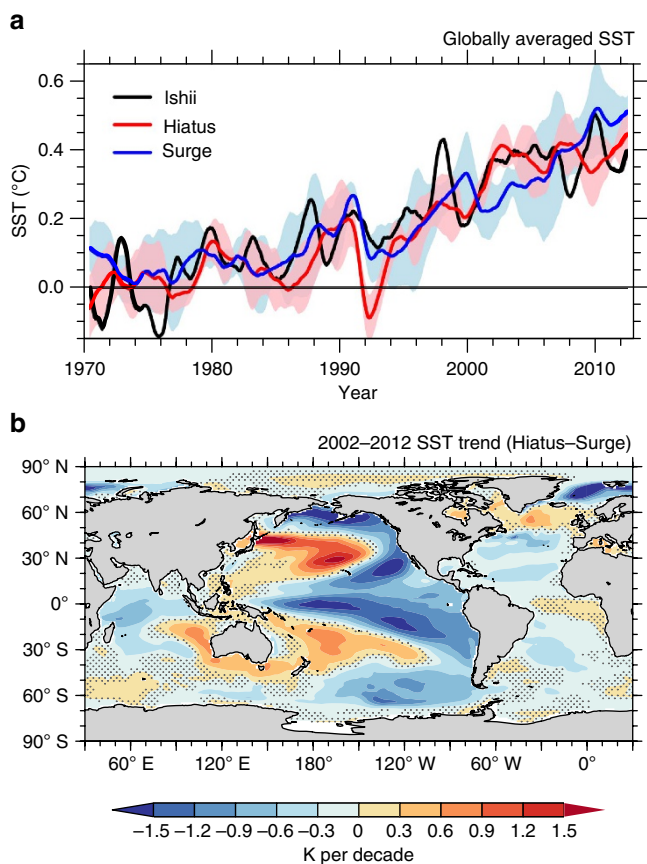 a
Globally averaged SST
0.6
0.4
0.2
0.0
SST (°C)
Ishii
Hiatus
Surge
1970 1980 1990 2000 2010
Year
b
2002–2012 SST trend (Hiatus–Surge)
90° N
60° N
30° N
0°
30° S
60° S
90° S
60° E 120° E 180° 120° W 60° W 0°
−1.5 −1.2 −0.9 −0.6 −0.3 0 0.3 0.6 0.9 1.2 1.5
K per decade